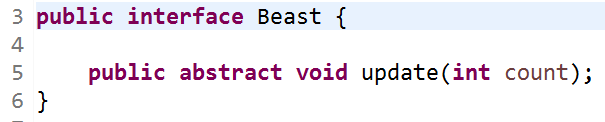 3 public interface Beast {
4
5     public abstract void update(int count);
6 }